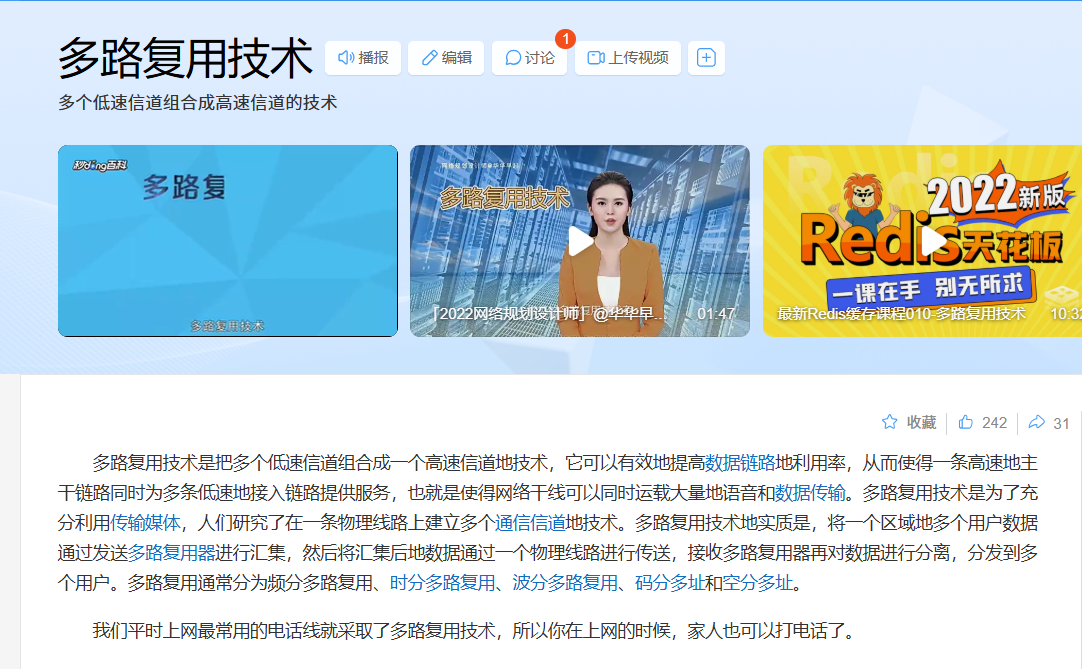 多路复用技术
播报
编辑
讨论
1
上传视频
多个低速信道组合成高速信道的技术
秒dǒng百科
多路复
多路复用技术
多路复用技术
「2022网络规划设计师」@华华早...
01:47
2022新版
Redis天花板
一课在手 别无所求
最新Redis缓存课程010-多路复用技术
10:32
收藏
242
31
多路复用技术是把多个低速信道组合成一个高速信道地技术，它可以有效地提高数据链路地利用率，从而使得一条高速地主
干链路同时为多条低速地接入链路提供服务，也就是使得网络干线可以同时运载大量地语音和数据传输。多路复用技术是为了充
分利用传输媒体，人们研究了在一条物理线路上建立多个通信信道地技术。多路复用技术地实质是，将一个区域地多个用户数据
通过发送多路复用器进行汇集，然后将汇集后地数据通过一个物理线路进行传送，接收多路复用器再对数据进行分离，分发到多
个用户。多路复用通常分为频分多路复用、时分多路复用、波分多路复用、码分多址和空分多址。
我们平时上网最常用的电话线就采取了多路复用技术，所以你在上网的时候，家人也可以打电话了。